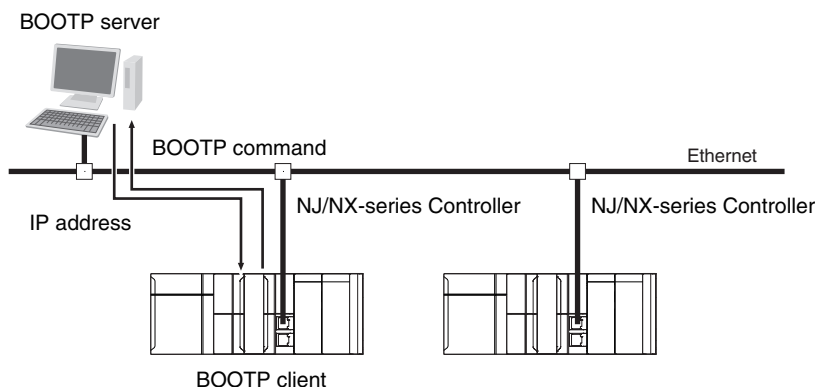 BOOTP server
BOOTP command
Ethernet
IP address
NJ/NX-series Controller
NJ/NX-series Controller
BOOTP client